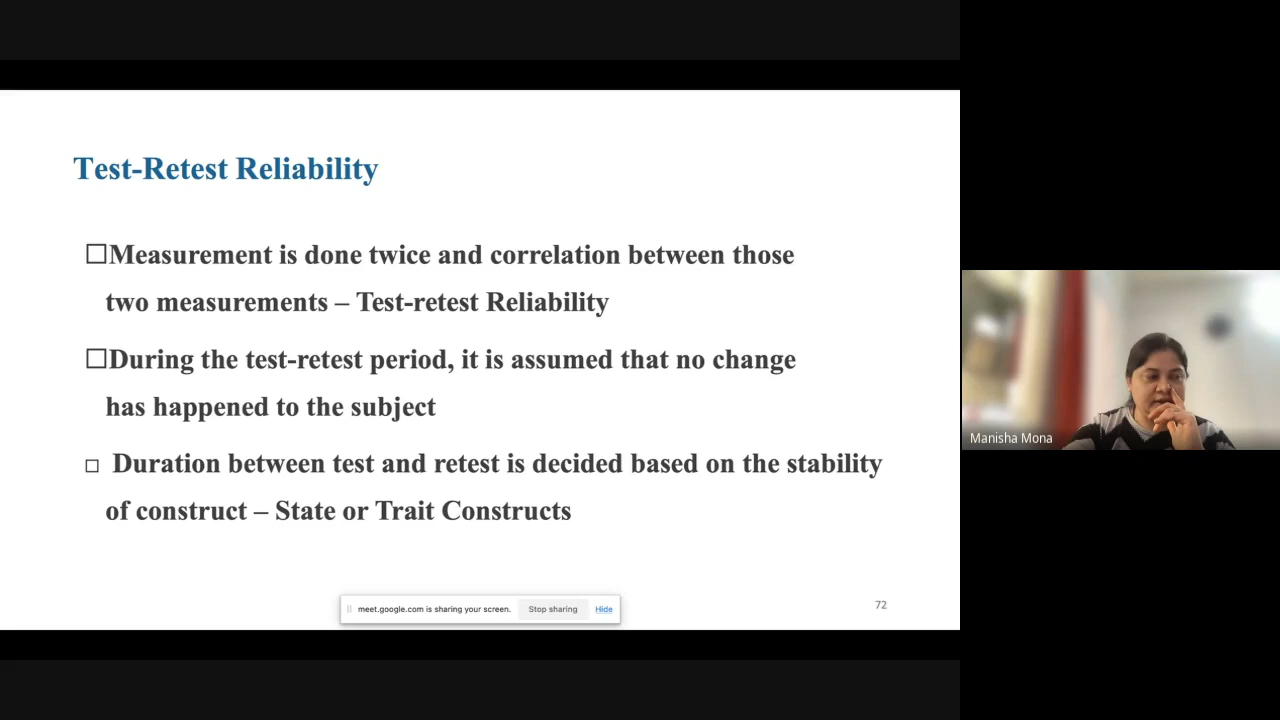 Test-Retest Reliability
☐Measurement is done twice and correlation between those
two measurements – Test-retest Reliability
☐During the test-retest period, it is assumed that no change
has happened to the subject
☐ Duration between test and retest is decided based on the stability
of construct – State or Trait Constructs
meet.google.com is sharing your screen. Stop sharing Hide
72
Manisha Mona